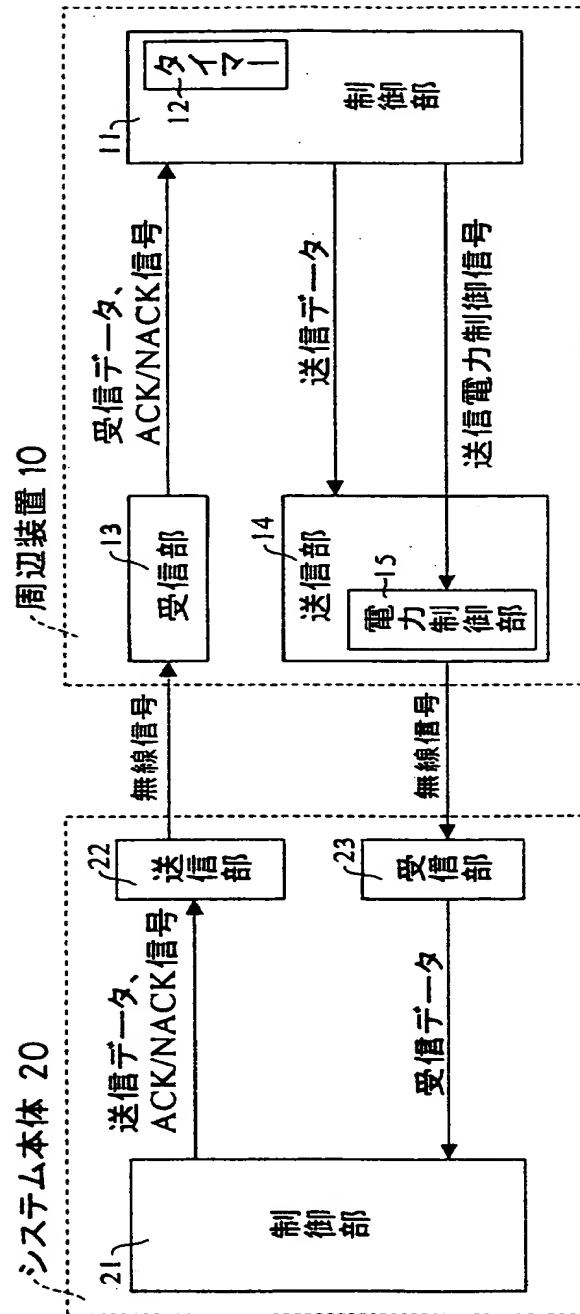 システム本体 20
21
制御部
送信データ、
ACK/NACK信号
22
送信部
受信データ
23
受信部
無線信号
無線信号
周辺装置 10
13
受信部
14
送信部
15
電力制御部
受信データ、
ACK/NACK信号
送信データ
送信電力制御信号
11
12
タイマー
制御部